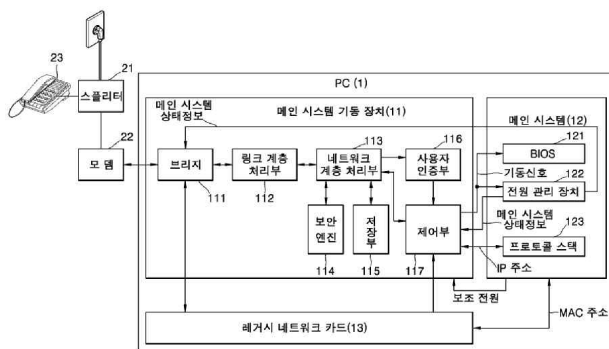 23
21
스플리터
22
모 뎀
PC (1)
메인 시스템 기동 장치(11)
메인 시스템
상태정보
브리지
111
링크 계층
처리부
112
113
네트워크
계층 처리부
116
사용자
인증부
보안
엔진
114
저
장
부
115
제어부
117
메인 시스템(12)
121
BIOS
기동신호
122
전원 관리 장치
메인 시스템
상태정보
123
프로토콜 스택
IP 주소
보조 전원
MAC 주소
레거시 네트워크 카드(13)